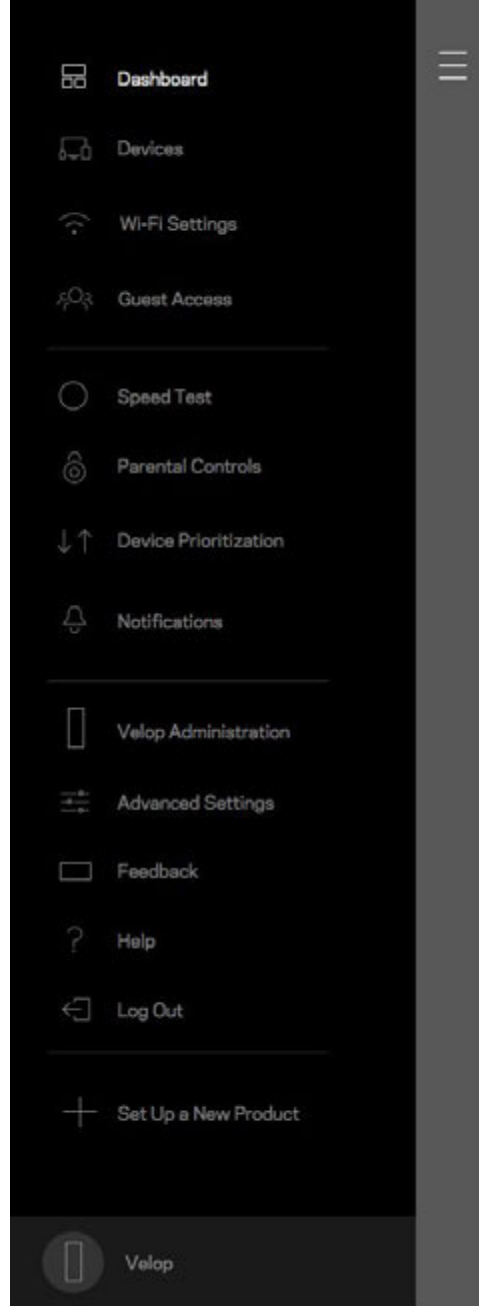 Dashboard
Devices
Wi-Fi Settings
Guest Access
Speed Test
Parental Controls
Device Prioritization
Notifications
Velop Administration
Advanced Settings
Feedback
Help
Log Out
Set Up a New Product
Velop